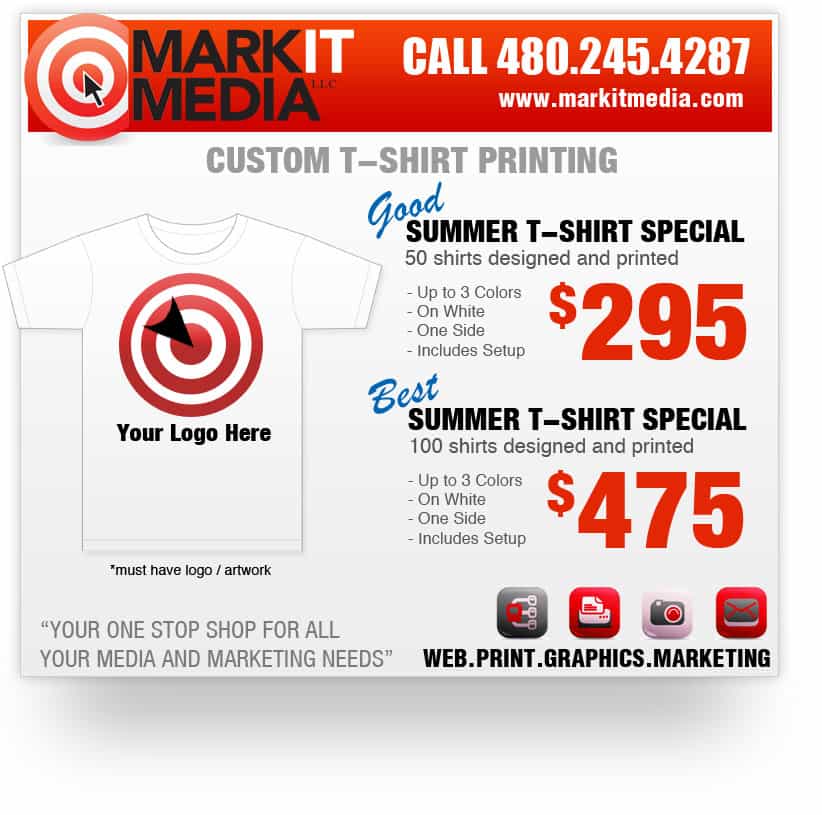 MARKIT
MEDIA LLC
CALL 480.245.4287
www.markitmedia.com
CUSTOM T-SHIRT PRINTING
Good
SUMMER T-SHIRT SPECIAL
50 shirts designed and printed
- Up to 3 Colors
- On White
- One Side
- Includes Setup
$295
Best
SUMMER T-SHIRT SPECIAL
100 shirts designed and printed
- Up to 3 Colors
- On White
- One Side
- Includes Setup
$475
Your Logo Here
*must have logo / artwork
“YOUR ONE STOP SHOP FOR ALL
YOUR MEDIA AND MARKETING NEEDS”
WEB.PRINT.GRAPHICS.MARKETING